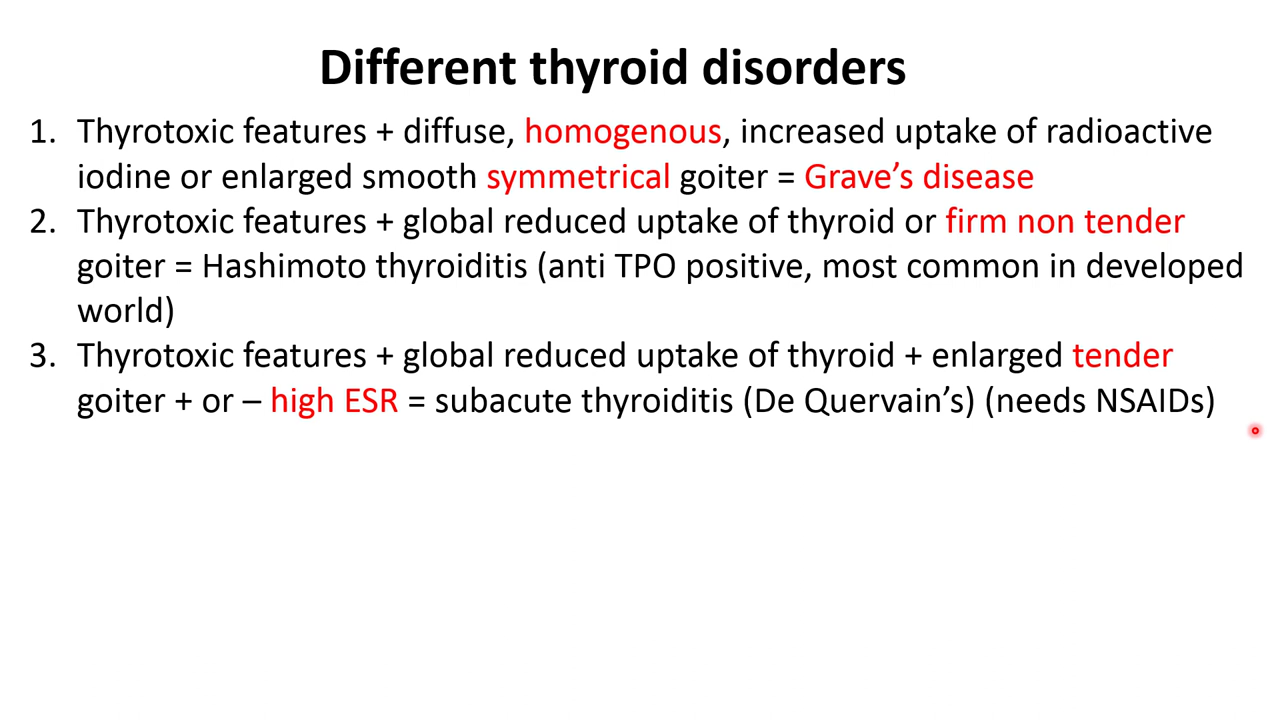 Different thyroid disorders
1. Thyrotoxic features + diffuse, homogenous, increased uptake of radioactive
iodine or enlarged smooth symmetrical goiter = Grave’s disease
2. Thyrotoxic features + global reduced uptake of thyroid or firm non tender
goiter = Hashimoto thyroiditis (anti TPO positive, most common in developed
world)
3. Thyrotoxic features + global reduced uptake of thyroid + enlarged tender
goiter + or – high ESR = subacute thyroiditis (De Quervain’s) (needs NSAIDs)